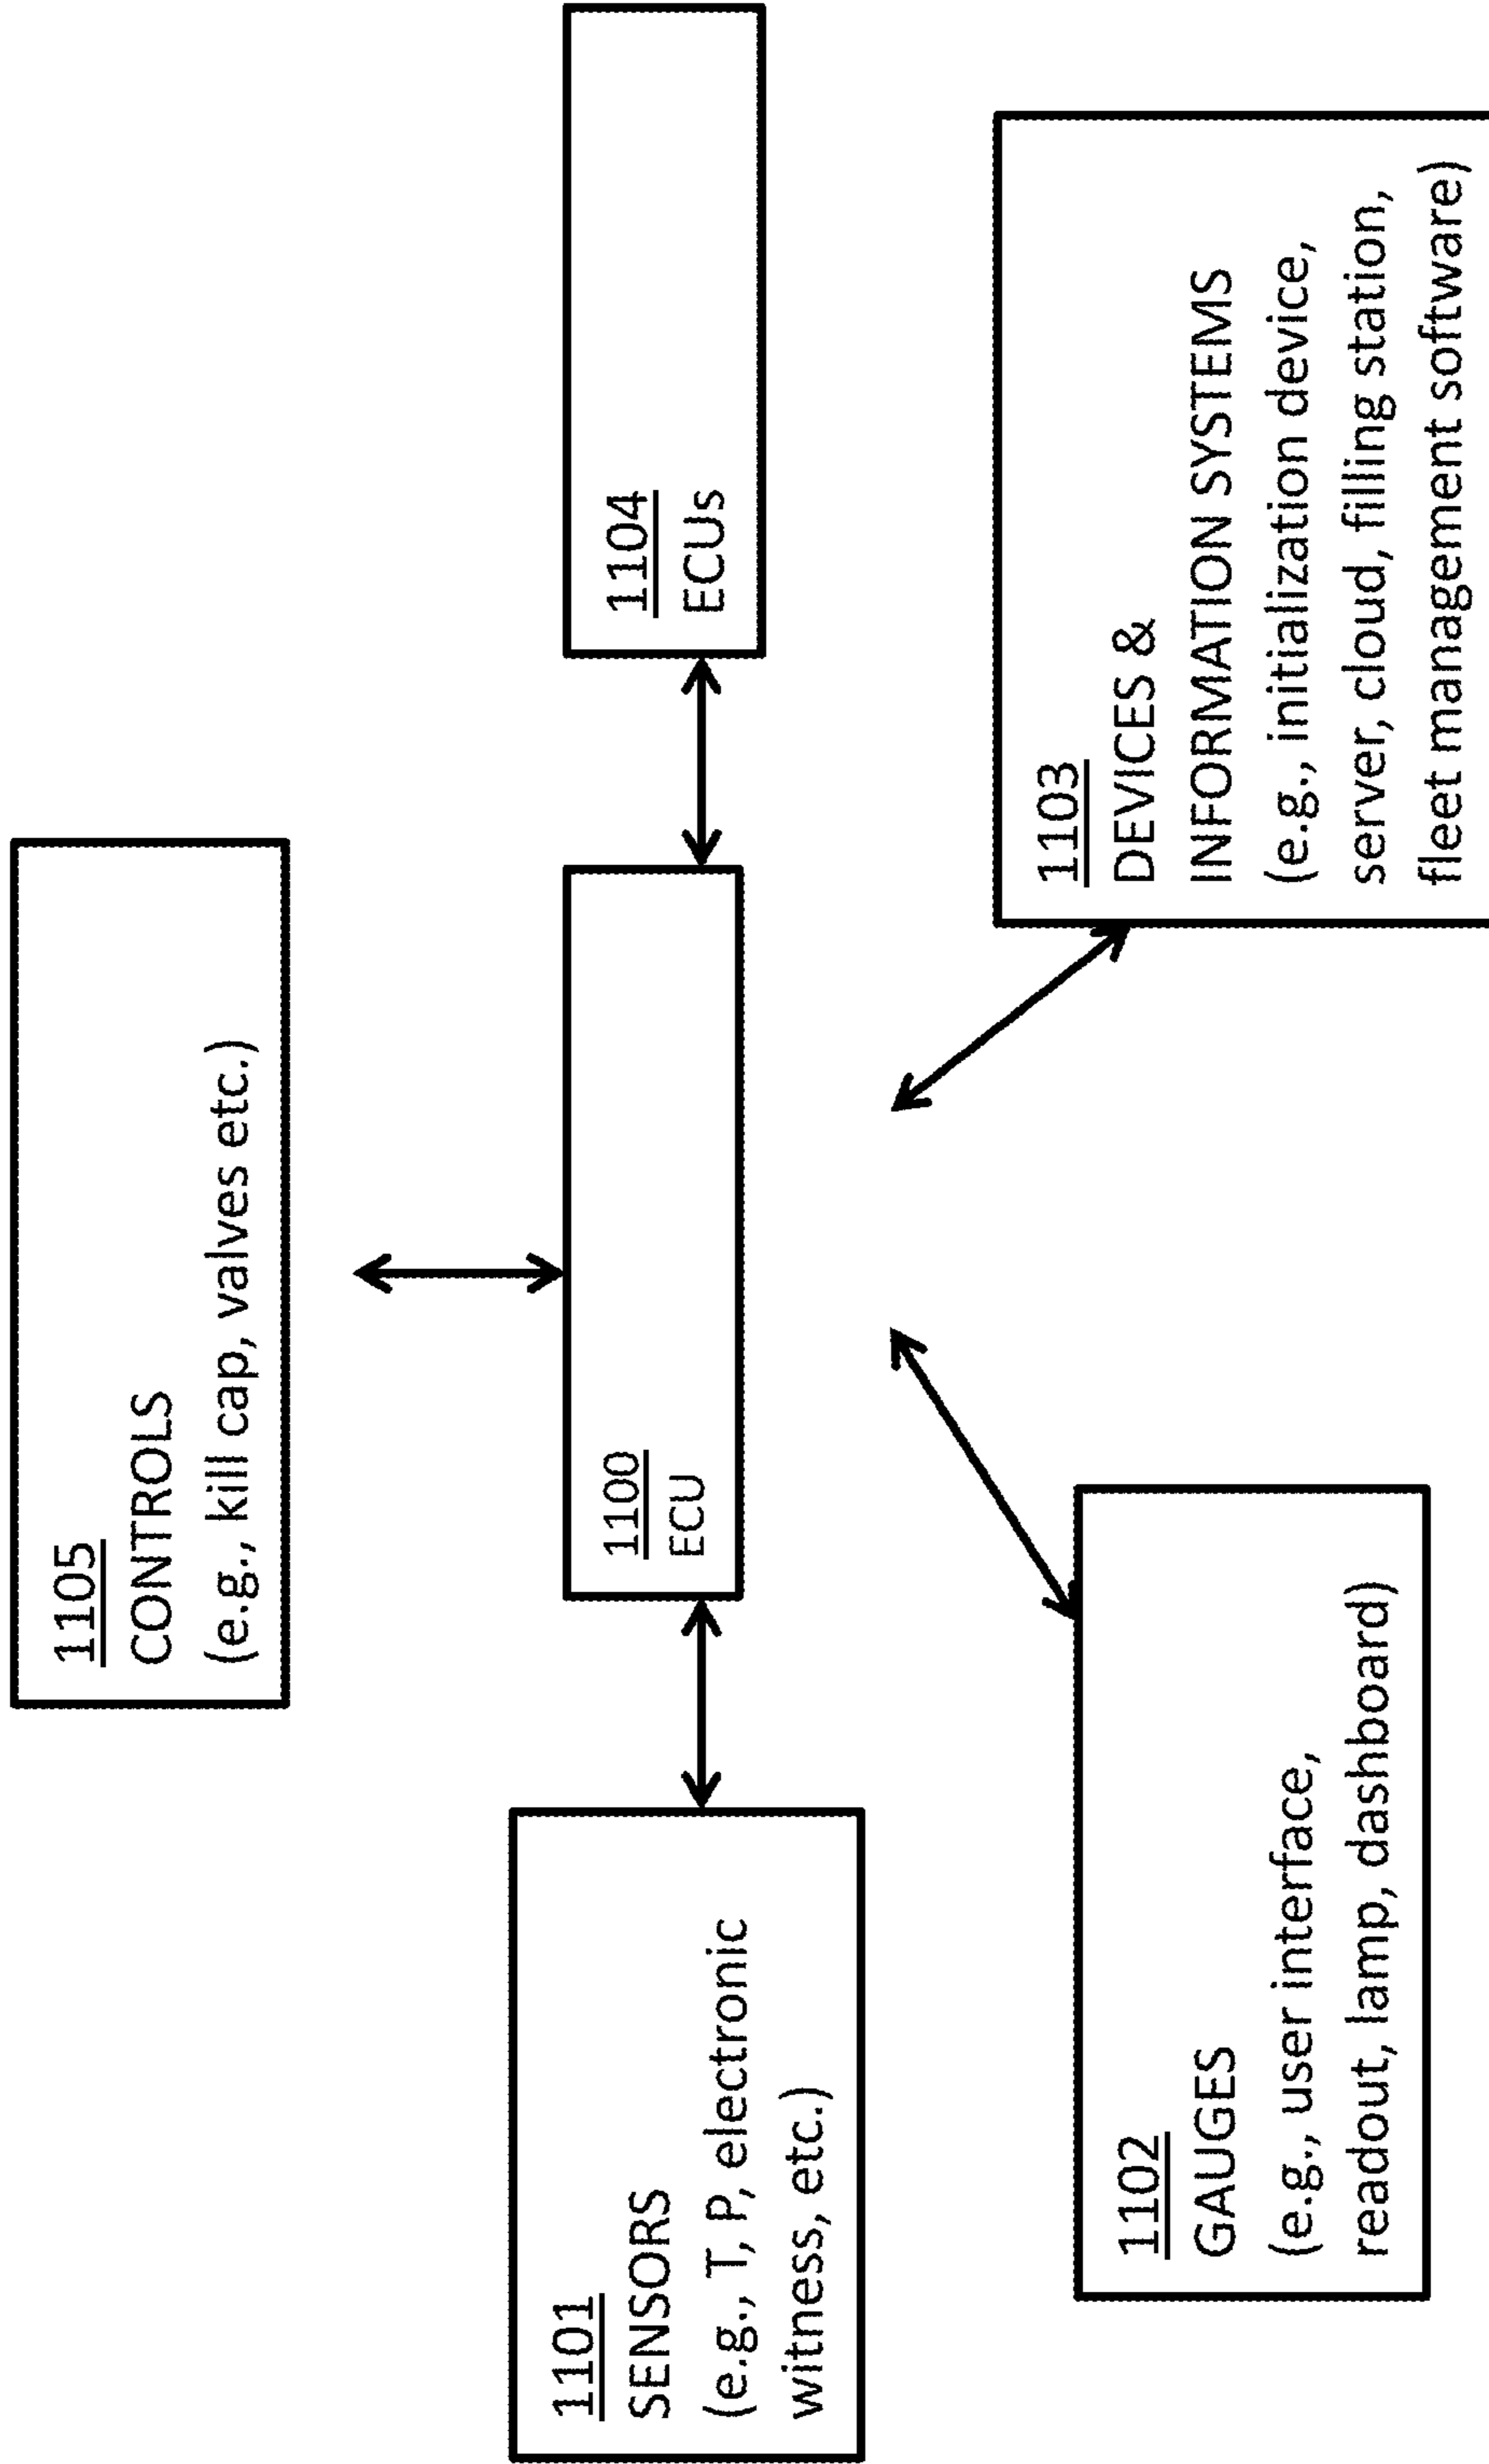 1105
CONTROLS
(e.g., kill cap, valves etc.)
1101
SENSORS
(e.g., T, P, electronic
witness, etc.)
1100
ECU
1104
ECUs
1102
GAUGES
(e.g., user interface,
readout, lamp, dashboard)
1103
DEVICES &
INFORMATION SYSTEMS
(e.g., initialization device,
server, cloud, filling station,
fleet management software)